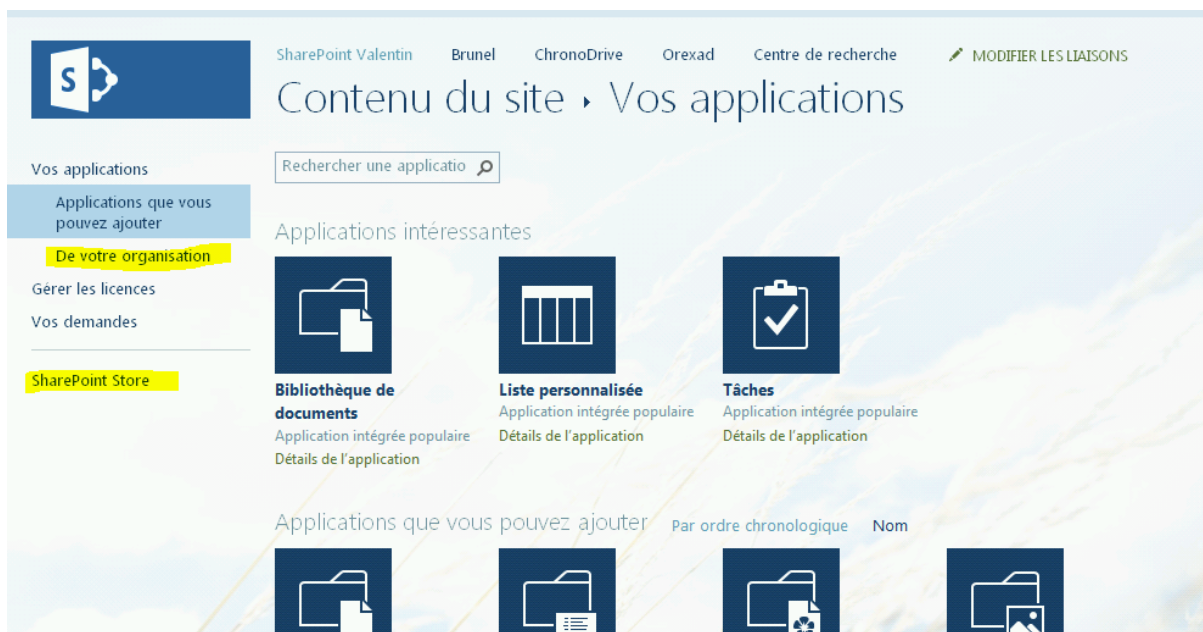 SharePoint Valentin Brunel ChronoDrive Orexad Centre de recherche MODIFIER LES LIAISONS
Contenu du site ▸ Vos applications
Vos applications
Applications que vous
pouvez ajouter
De votre organisation
Gérer les licences
Vos demandes
SharePoint Store
Rechercher une applicatio
Applications intéressantes
Bibliothèque de
documents
Application intégrée populaire
Détails de l'application
Liste personnalisée
Application intégrée populaire
Détails de l'application
Tâches
Application intégrée populaire
Détails de l'application
Applications que vous pouvez ajouter Par ordre chronologique Nom